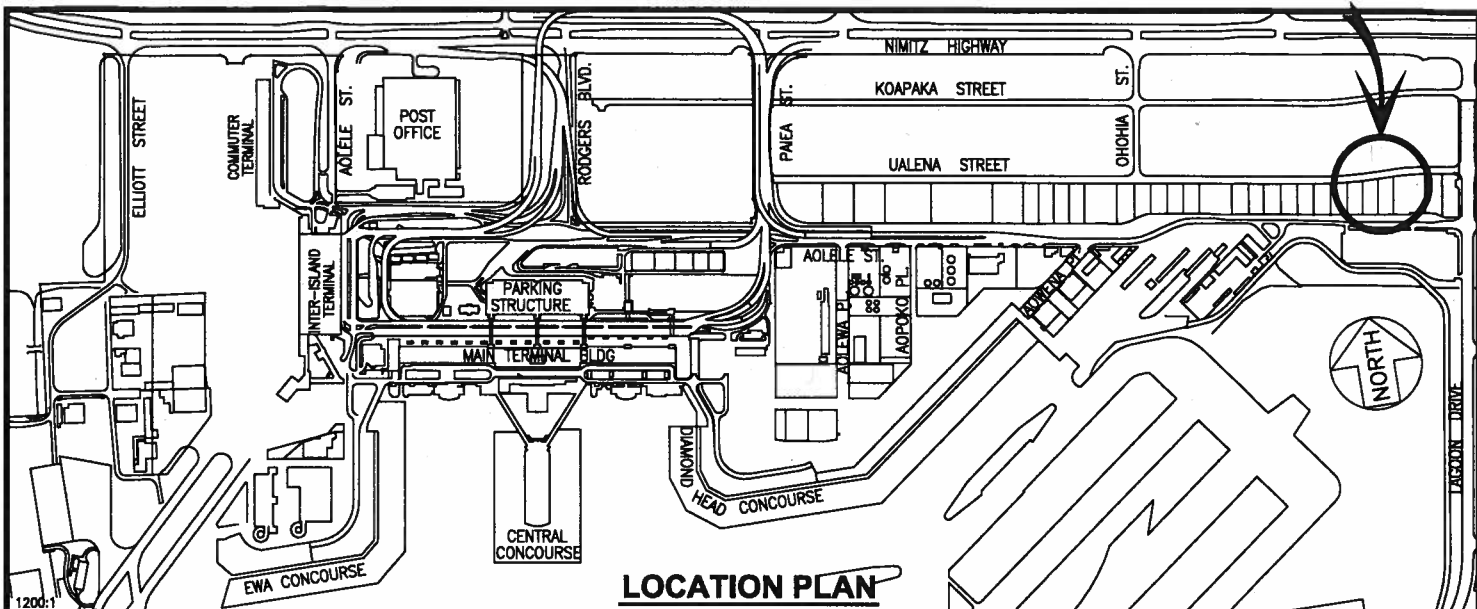 NIMITZ HIGHWAY
KOAPAKA STREET
UALENA STREET
ELLIOTT STREET
COMMUTER
TERMINAL
AOLELE ST.
POST
OFFICE
RODGERS BLVD.
PAIEA ST.
OHOHIA ST.
INTER-ISLAND
TERMINAL
PARKING
STRUCTURE
MAIN TERMINAL BLDG
AOLELE ST.
AOLEWA PL.
AOPOKO PL.
AOWENA PL.
NORTH
LAGOON DRIVE
DIAMOND
HEAD CONCOURSE
CENTRAL
CONCOURSE
EWA CONCOURSE
LOCATION PLAN
1200:1